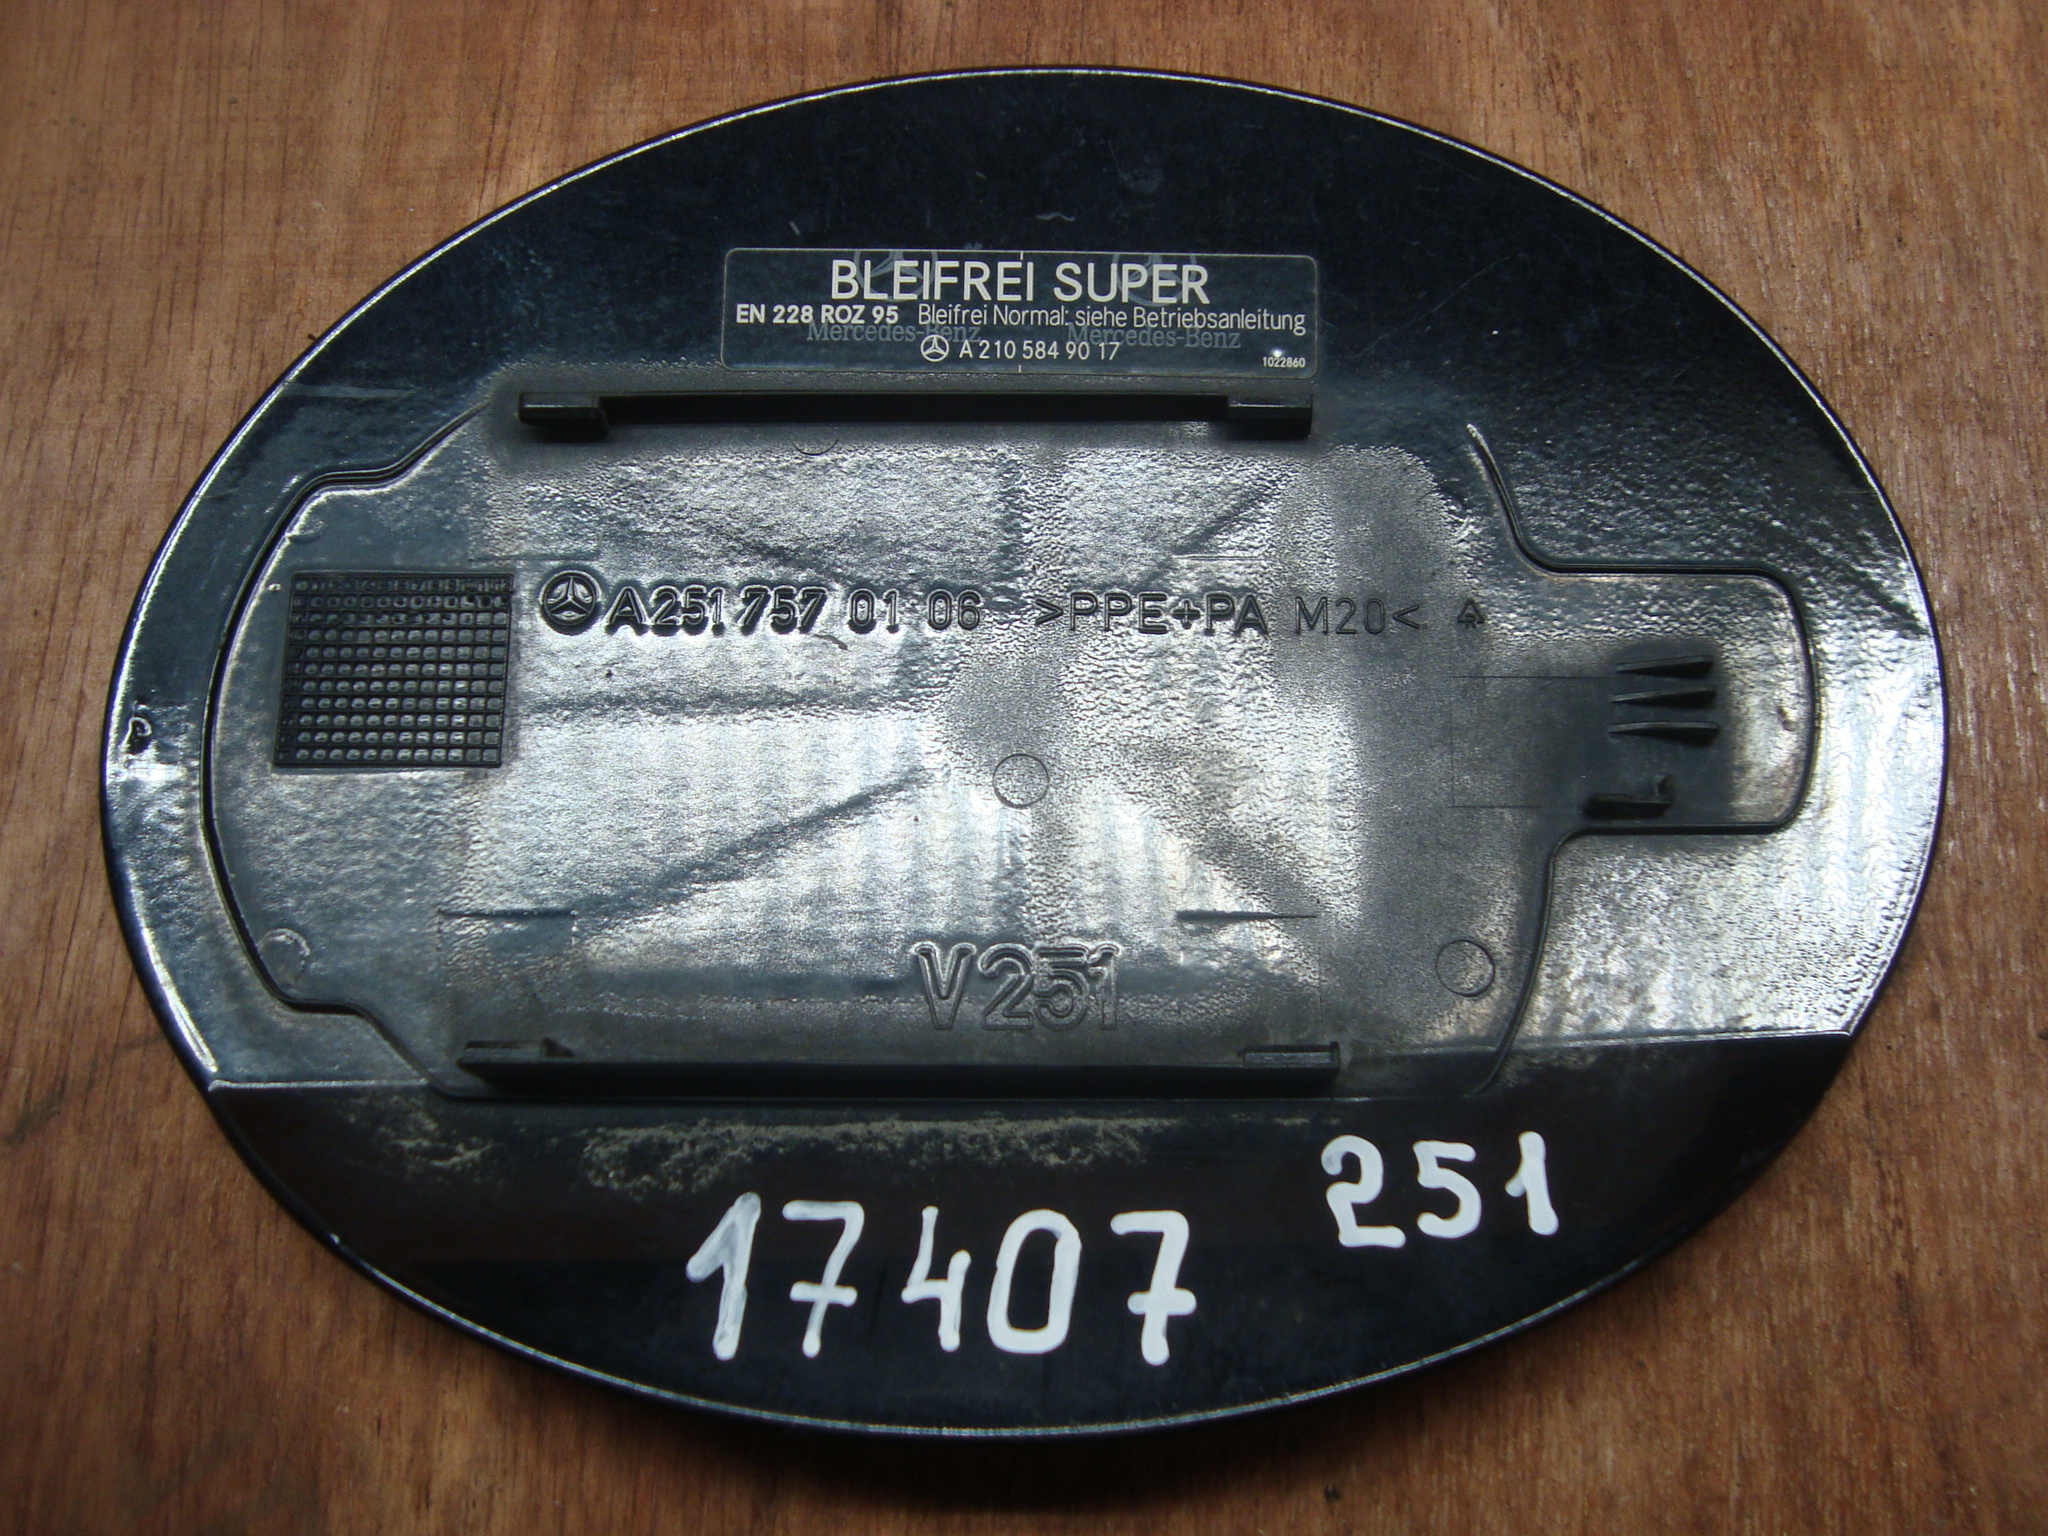 BLEIFREI SUPER
EN 228 ROZ 95 Bleifrei Normal: siehe Betriebsanleitung
Mercedes-Benz Mercedes-Benz
A 210 584 90 17
1022860
A 251 757 01 06 >PPE+PA M20<
V251
251
17407